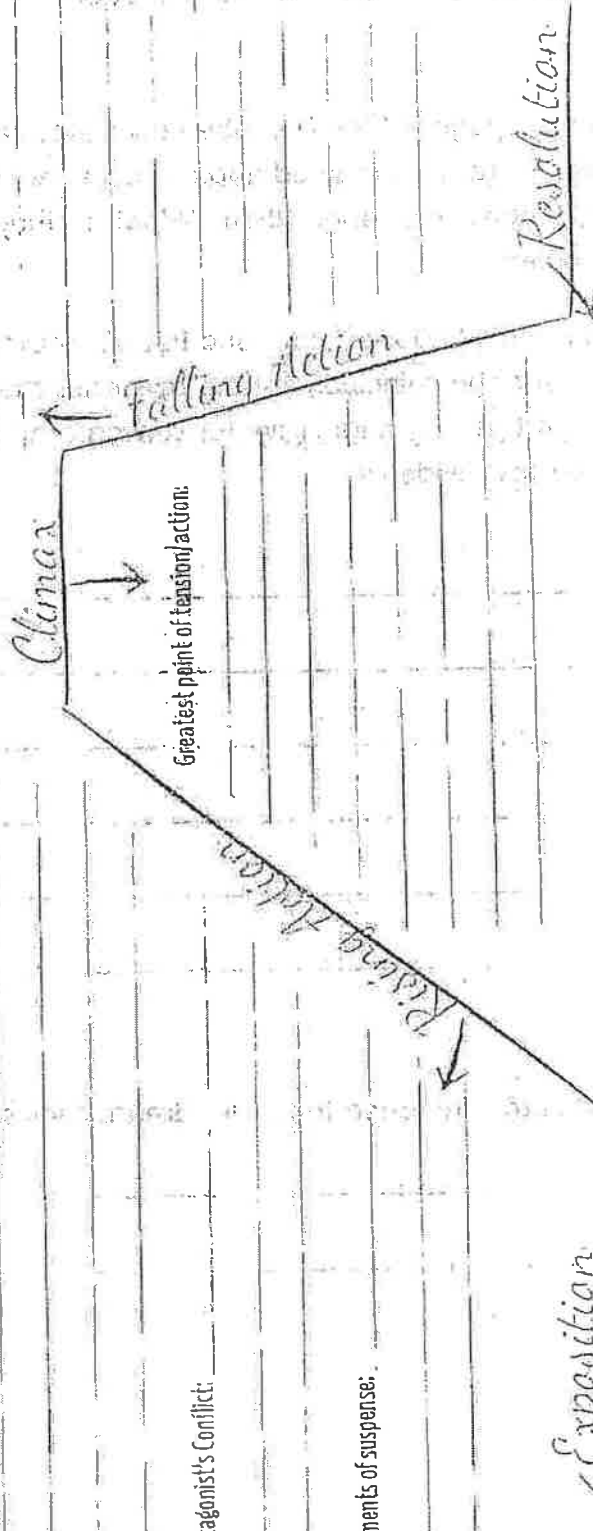 Climax
Falling Action
Resolution
Greatest point of tension/action:
Rising Action
agonist's Conflict:
ments of suspense:
Exposition